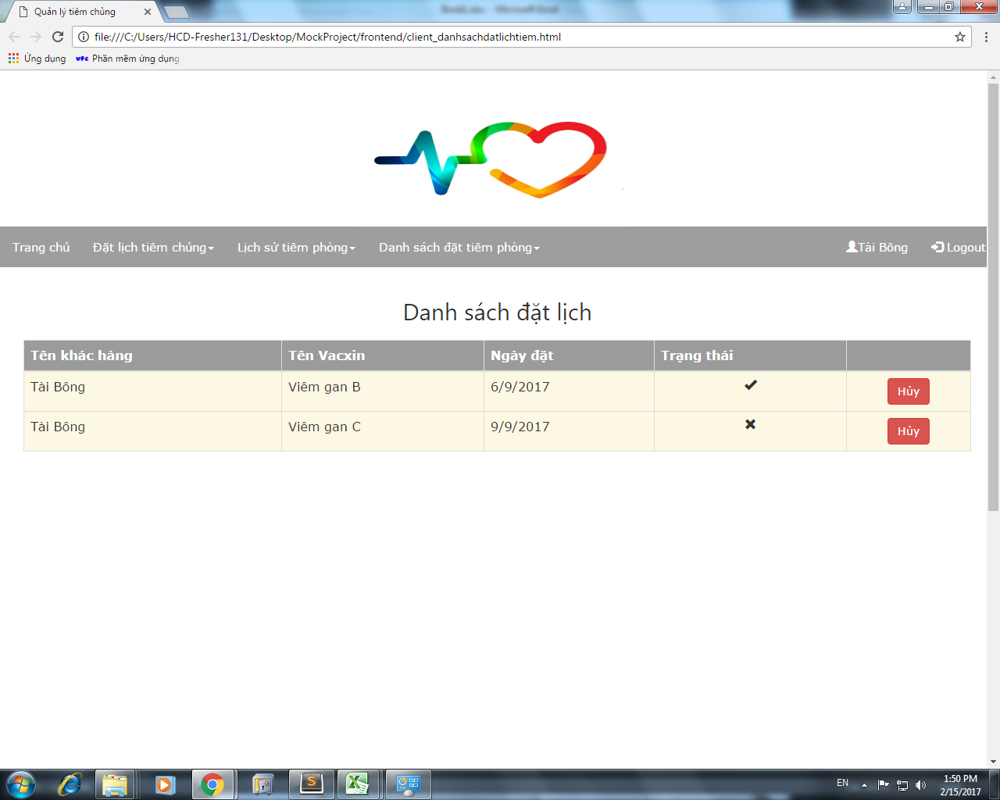 Quản lý tiêm chủng
file:///C:/Users/HCD-Fresher131/Desktop/MockProject/frontend/client_danhsachdatlichtiem.html
Ứng dụng VFC Phần mềm ứng dụng
Trang chủ Đặt lịch tiêm chủng Lịch sử tiêm phòng Danh sách đặt tiêm phòng Tài Bông Logout
Danh sách đặt lịch
Tên khác hàng Tên Vacxin Ngày đặt Trạng thái
Tài Bông Viêm gan B 6/9/2017 Hủy
Tài Bông Viêm gan C 9/9/2017 Hủy
EN 1:50 PM
2/15/2017